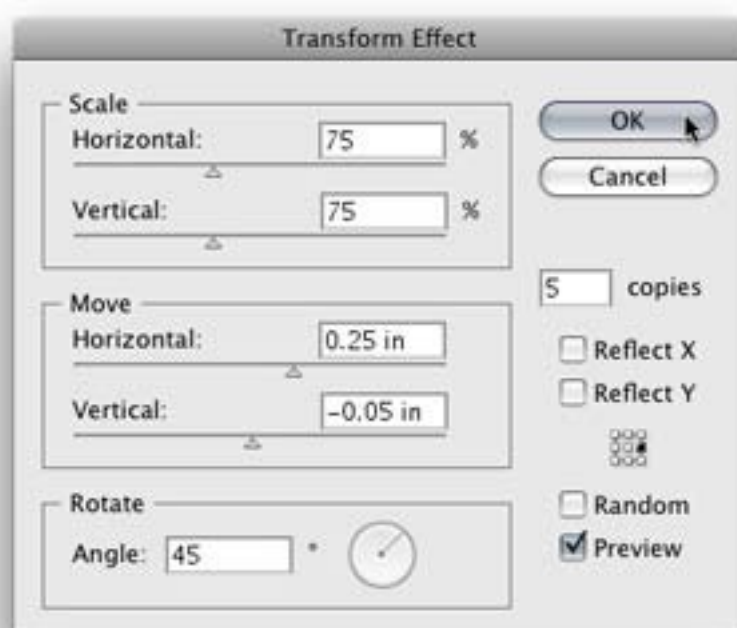 Transform Effect
Scale
Horizontal: 75 %
Vertical: 75 %
Move
Horizontal: 0.25 in
Vertical: -0.05 in
Rotate
Angle: 45 °
OK
Cancel
5 copies
Reflect X
Reflect Y
Random
Preview